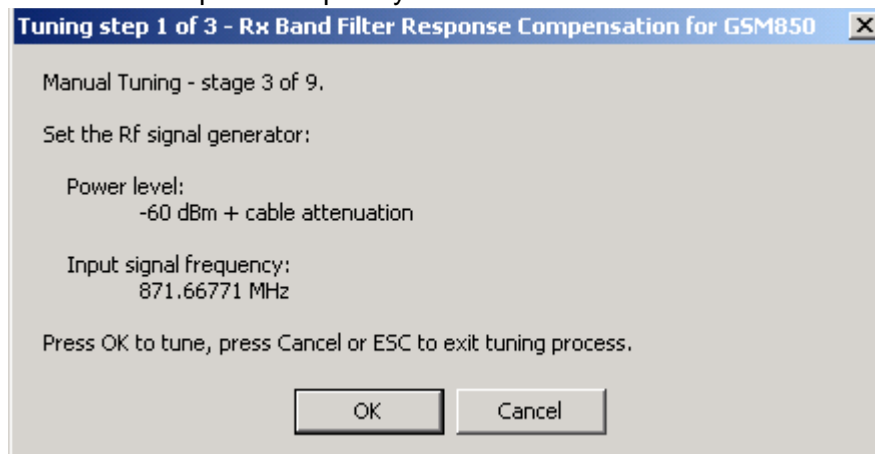 Tuning step 1 of 3 - Rx Band Filter Response Compensation for GSM850
Manual Tuning - stage 3 of 9.
Set the Rf signal generator:
Power level:
-60 dBm + cable attenuation
Input signal frequency:
871.66771 MHz
Press OK to tune, press Cancel or ESC to exit tuning process.
OK Cancel